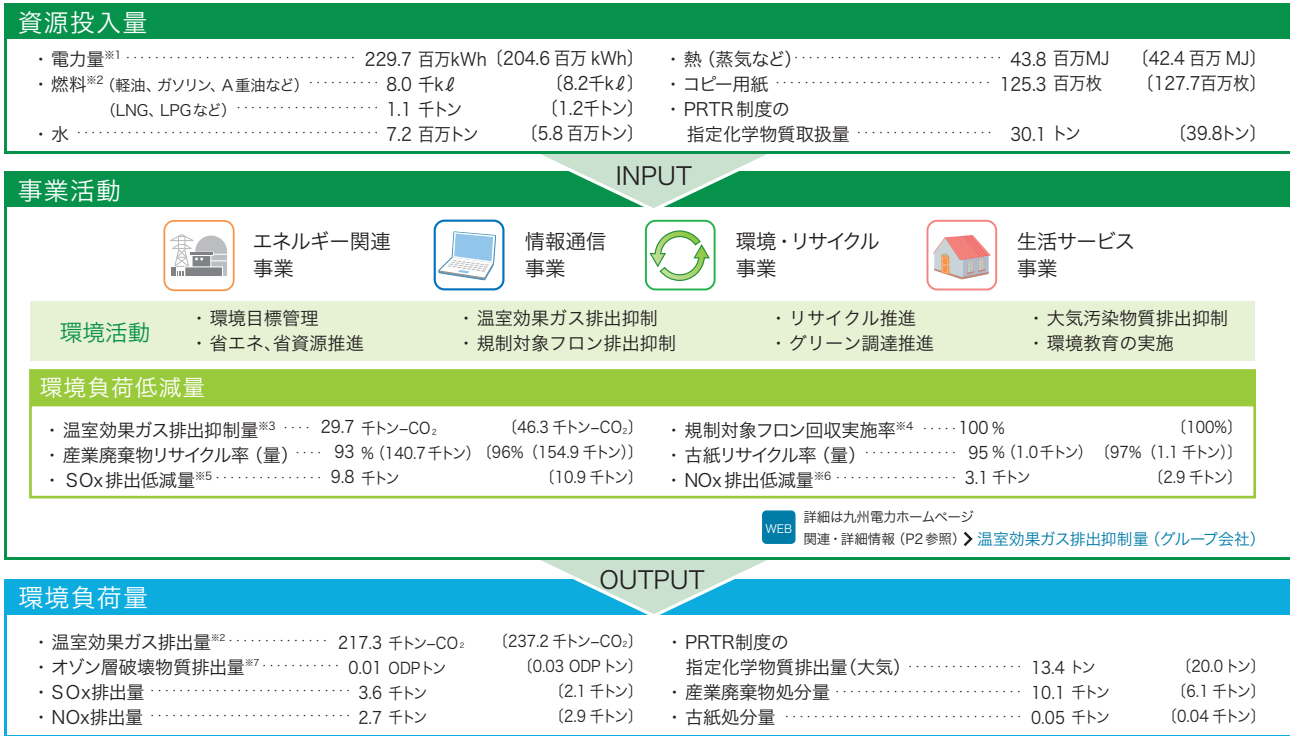 資源投入量
・電力量※1 ............ 229.7 百万kWh〔204.6百万 kWh〕
・燃料※2（軽油、ガソリン、A重油など） ............ 8.0 千kℓ 〔8.2千kℓ〕
（LNG、LPGなど） ............ 1.1 千トン 〔1.2千トン〕
・水 ............ 7.2 百万トン 〔5.8百万トン〕
・熱（蒸気など） ............ 43.8 百万MJ 〔42.4百万 MJ〕
・コピー用紙 ............ 125.3 百万枚 〔127.7百万枚〕
・PRTR制度の
指定化学物質取扱量 ............ 30.1 トン 〔39.8トン〕
INPUT
事業活動
エネルギー関連
事業
情報通信
事業
環境・リサイクル
事業
生活サービス
事業
環境活動
・環境目標管理
・省エネ、省資源推進
・温室効果ガス排出抑制
・規制対象フロン排出抑制
・リサイクル推進
・グリーン調達推進
・大気汚染物質排出抑制
・環境教育の実施
環境負荷低減量
・温室効果ガス排出抑制量※3 ‥‥ 29.7 千トン−CO₂ 〔46.3千トン−CO₂〕
・産業廃棄物リサイクル率（量） ‥‥ 93 %（140.7千トン）〔96%（154.9千トン）〕
・SOx排出低減量※5 ............ 9.8 千トン 〔10.9千トン〕
・規制対象フロン回収実施率※4 ‥‥‥100 % 〔100%〕
・古紙リサイクル率（量） ............ 95 %（1.0千トン）〔97%（1.1千トン）〕
・NOx排出低減量※6 ............ 3.1 千トン 〔2.9千トン〕
WEB
詳細は九州電力ホームページ
関連・詳細情報（P2参照） > 温室効果ガス排出抑制量（グループ会社）
OUTPUT
環境負荷量
・温室効果ガス排出量※2 ............ 217.3 千トン−CO₂ 〔237.2千トン−CO₂〕
・オゾン層破壊物質排出量※7 ............ 0.01 ODPトン 〔0.03 ODPトン〕
・SOx排出量 ............ 3.6 千トン 〔2.1千トン〕
・NOx排出量 ............ 2.7 千トン 〔2.9千トン〕
・PRTR制度の
指定化学物質排出量（大気） ............ 13.4 トン 〔20.0トン〕
・産業廃棄物処分量 ............ 10.1 千トン 〔6.1千トン〕
・古紙処分量 ............ 0.05 千トン 〔0.04千トン〕